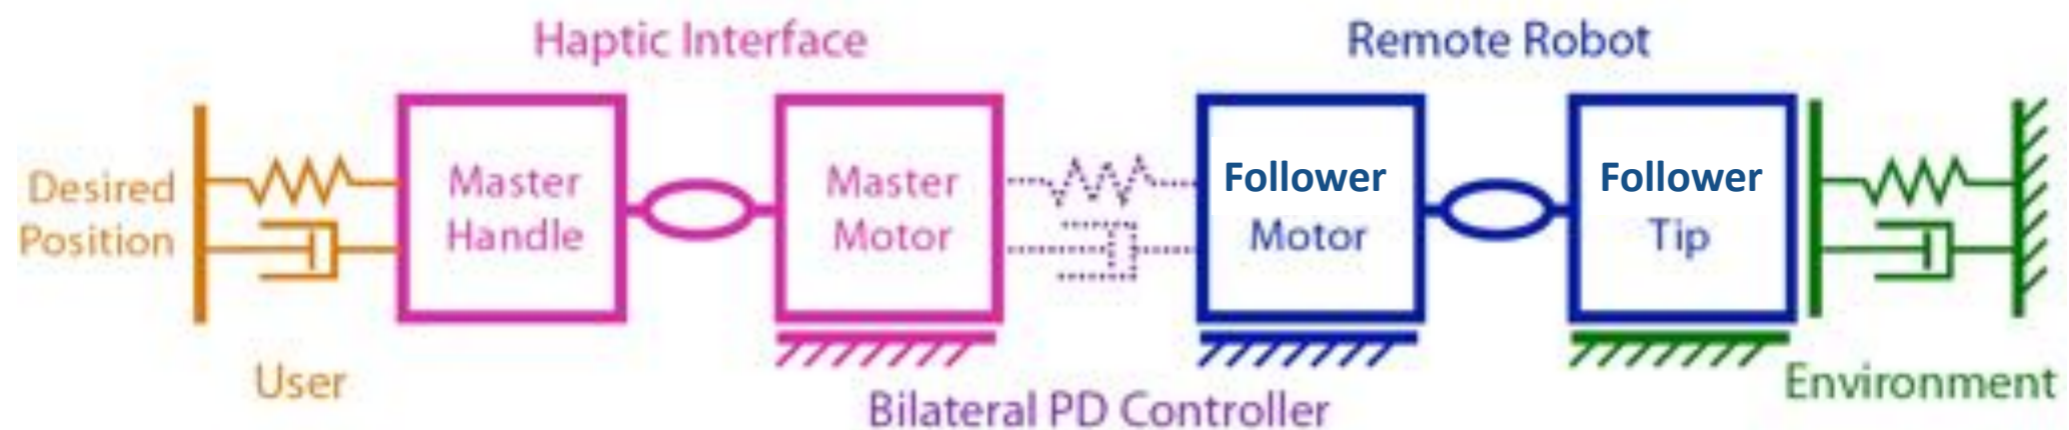 Haptic Interface
Remote Robot
Desired
Position
Master
Handle
Master
Motor
Follower
Motor
Follower
Tip
User
Bilateral PD Controller
Environment